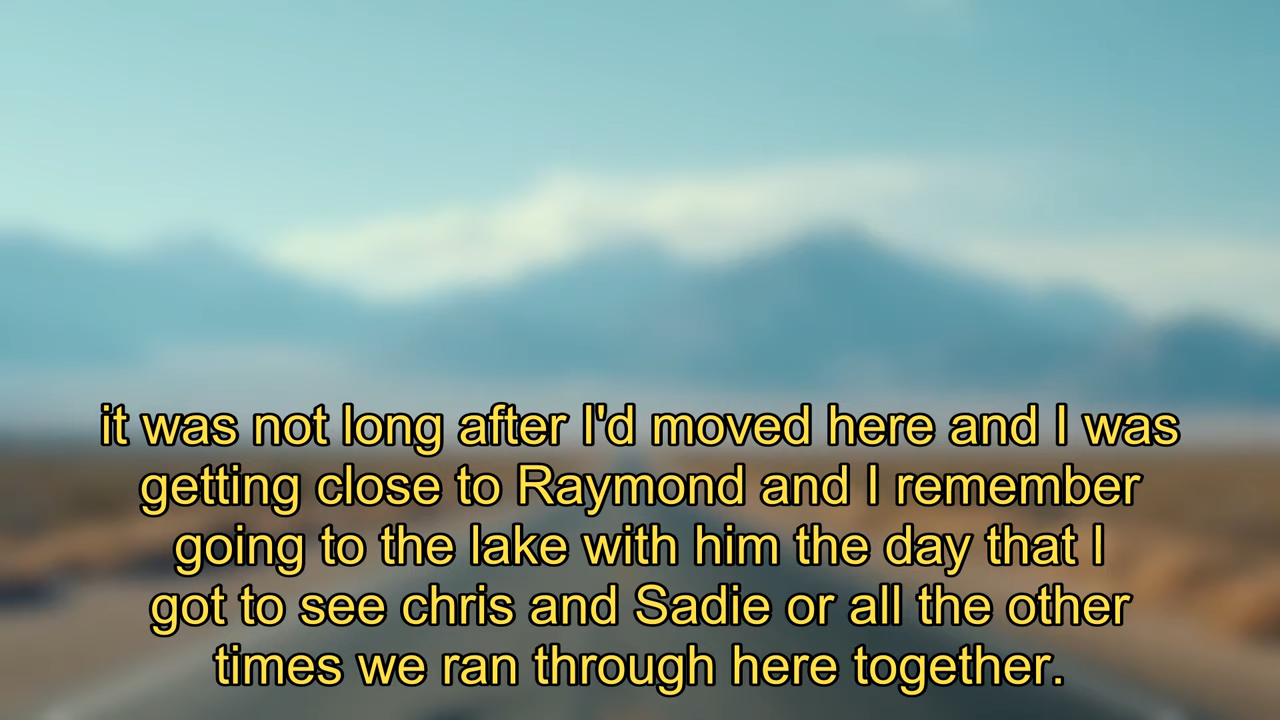 it was not long after I'd moved here and I was
getting close to Raymond and I remember
going to the lake with him the day that I
got to see chris and Sadie or all the other
times we ran through here together.